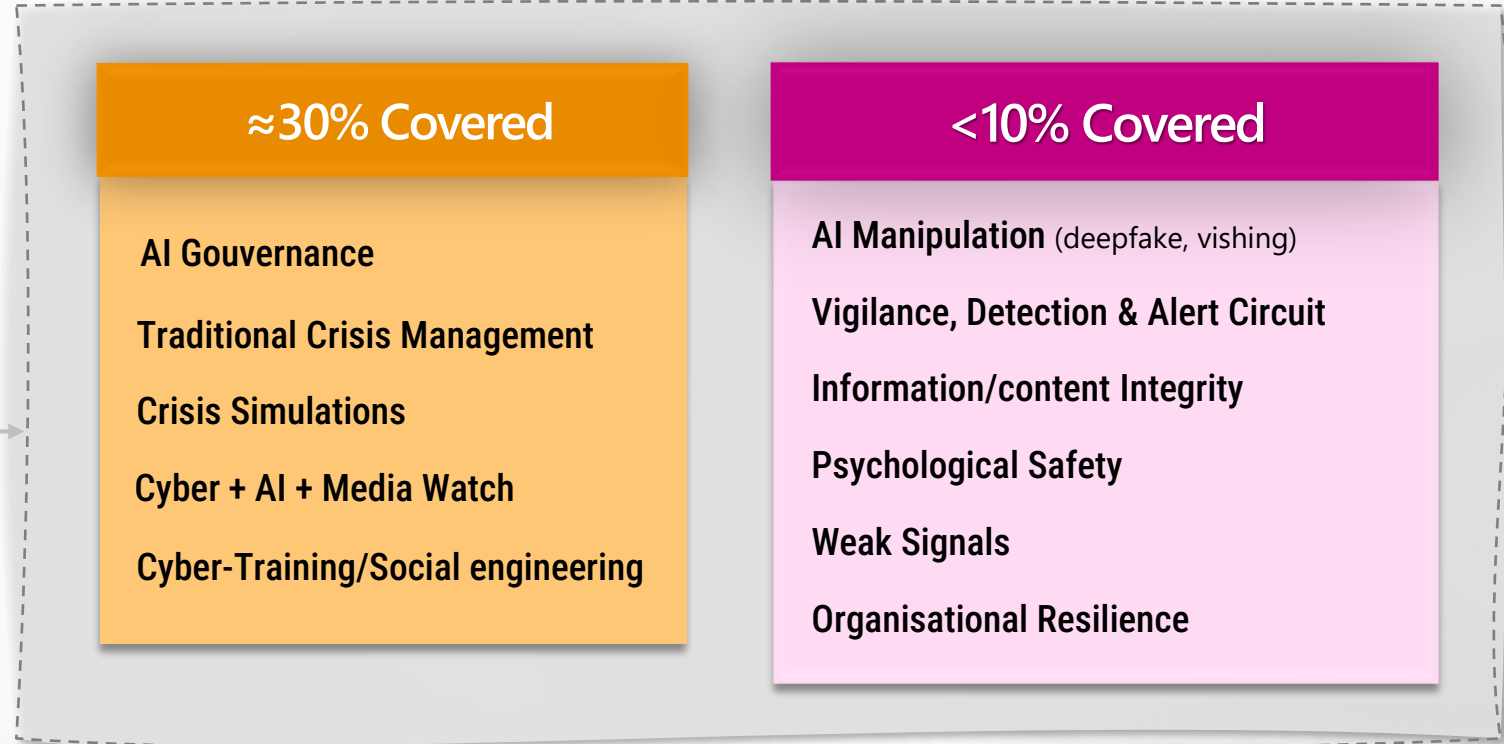 ≈30% Covered
AI Gouvernance
Traditional Crisis Management
Crisis Simulations
Cyber + AI + Media Watch
Cyber-Training/Social engineering
<10% Covered
AI Manipulation (deepfake, vishing)
Vigilance, Detection & Alert Circuit
Information/content Integrity
Psychological Safety
Weak Signals
Organisational Resilience